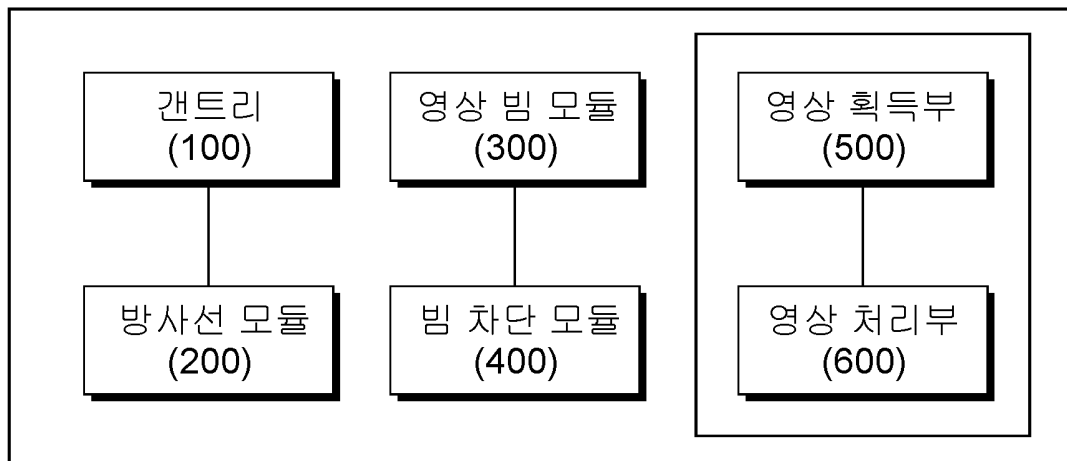 갠트리
(100)
영상 빔 모듈
(300)
영상 획득부
(500)
방사선 모듈
(200)
빔 차단 모듈
(400)
영상 처리부
(600)